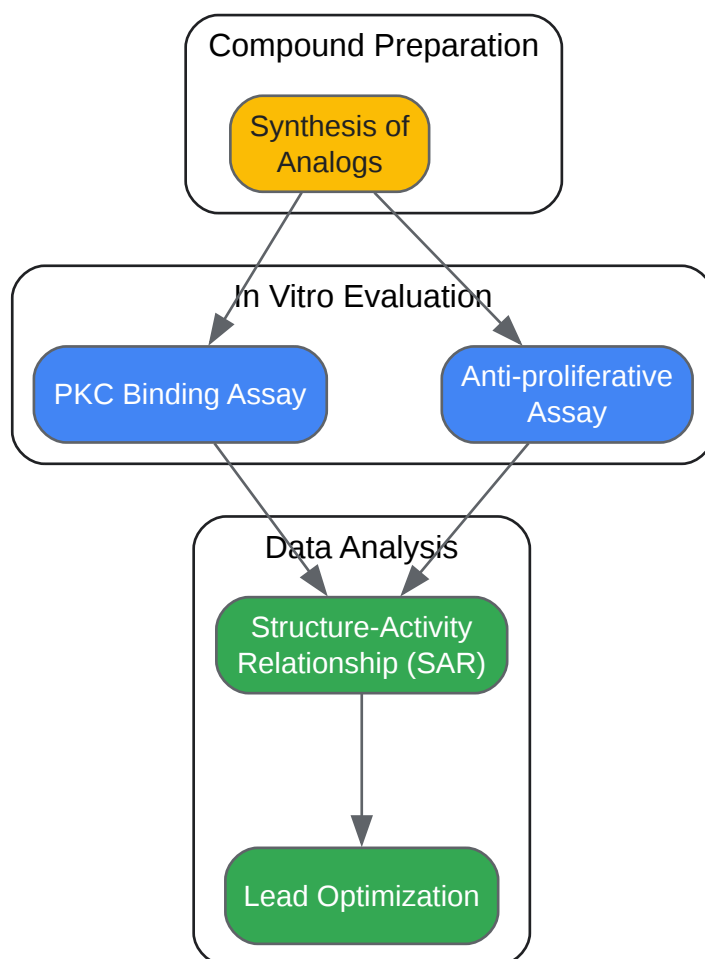 Compound Preparation
Synthesis of
Analogs
In Vitro Evaluation
PKC Binding Assay
Anti-proliferative
Assay
Data Analysis
Structure-Activity
Relationship (SAR)
Lead Optimization